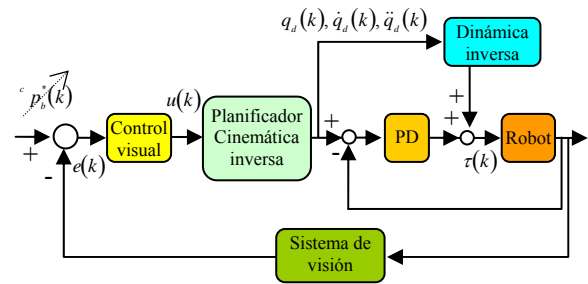 q_d(k), q̇_d(k), q̈_d(k)
Dinámica
inversa
^c p_b^*(k)
u(k)
+
+
+
-
e(k)
Control
visual
Planificador
Cinemática
inversa
+
-
PD
+
τ(k)
Robot
Sistema de
visión